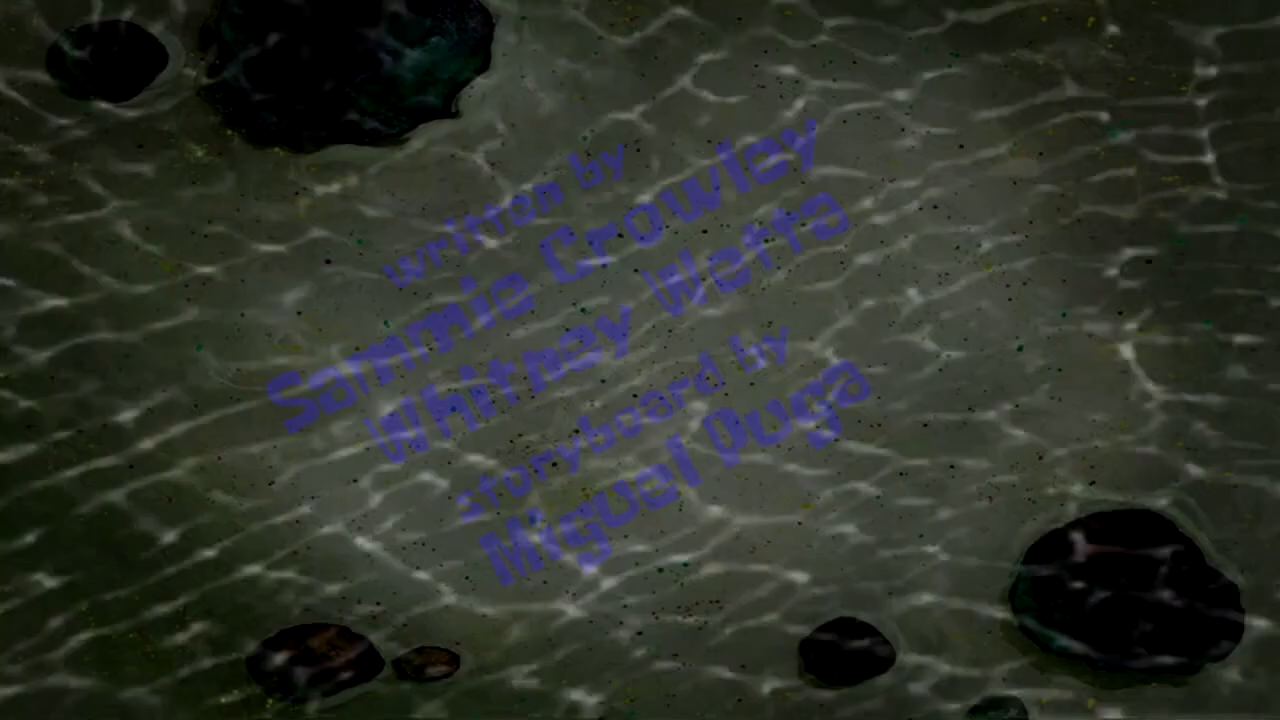 written by
Sammie Crowley
Whitney Wetta
storyboard by
Miguel Puga